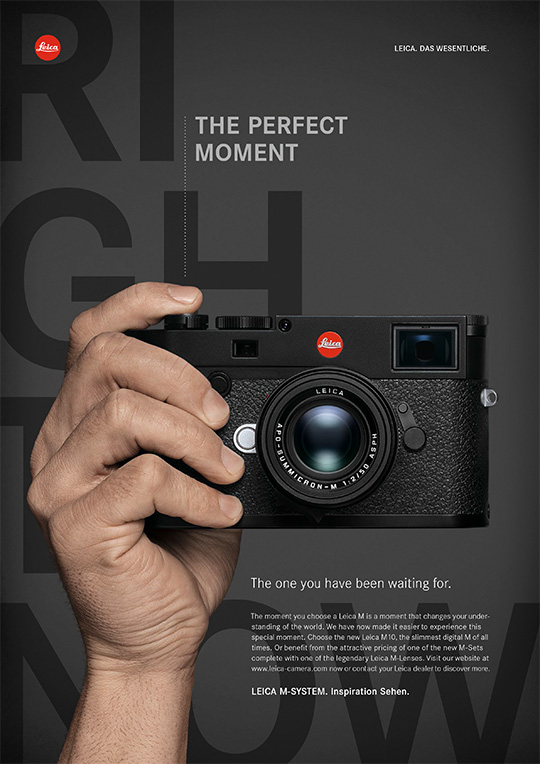 Leica
LEICA. DAS WESENTLICHE.
RI
GH
T
NOW
THE PERFECT
MOMENT
Leica
LEICA
APO-SUMMICRON-M 1:2/50 ASPH
The one you have been waiting for.
The moment you choose a Leica M is a moment that changes your under-
standing of the world. We have now made it easier to experience this
special moment. Choose the new Leica M10, the slimmest digital M of all
times. Or benefit from the attractive pricing of one of the new M-Sets
complete with one of the legendary Leica M-Lenses. Visit our website at
www.leica-camera.com now or contact your Leica dealer to discover more.
LEICA M-SYSTEM. Inspiration Sehen.